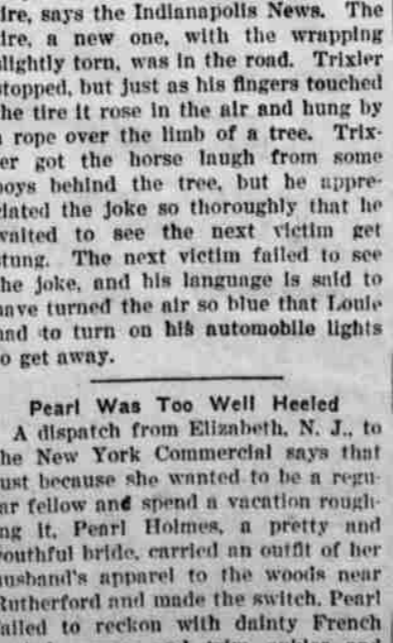 ire, says the Indianapolis News. The
ire, a new one, with the wrapping
lightly torn, was in the road. Trixler
stopped, but just as his fingers touched
he tire it rose in the air and hung by
a rope over the limb of a tree. Trix-
er got the horse laugh from some
boys behind the tree, but he appre-
iated the joke so thoroughly that he
waited to see the next victim get
stung. The next victim failed to see
he joke, and his language is said to
have turned the air so blue that Louie
had to turn on his automobile lights
o get away.
Pearl Was Too Well Heeled
A dispatch from Elizabeth, N. J., to
he New York Commercial says that
ust because she wanted to be a regu-
ar fellow and spend a vacation rough-
ng it, Pearl Holmes, a pretty and
youthful bride, carried an outfit of her
husband's apparel to the woods near
Rutherford and made the switch. Pearl
failed to reckon with dainty French